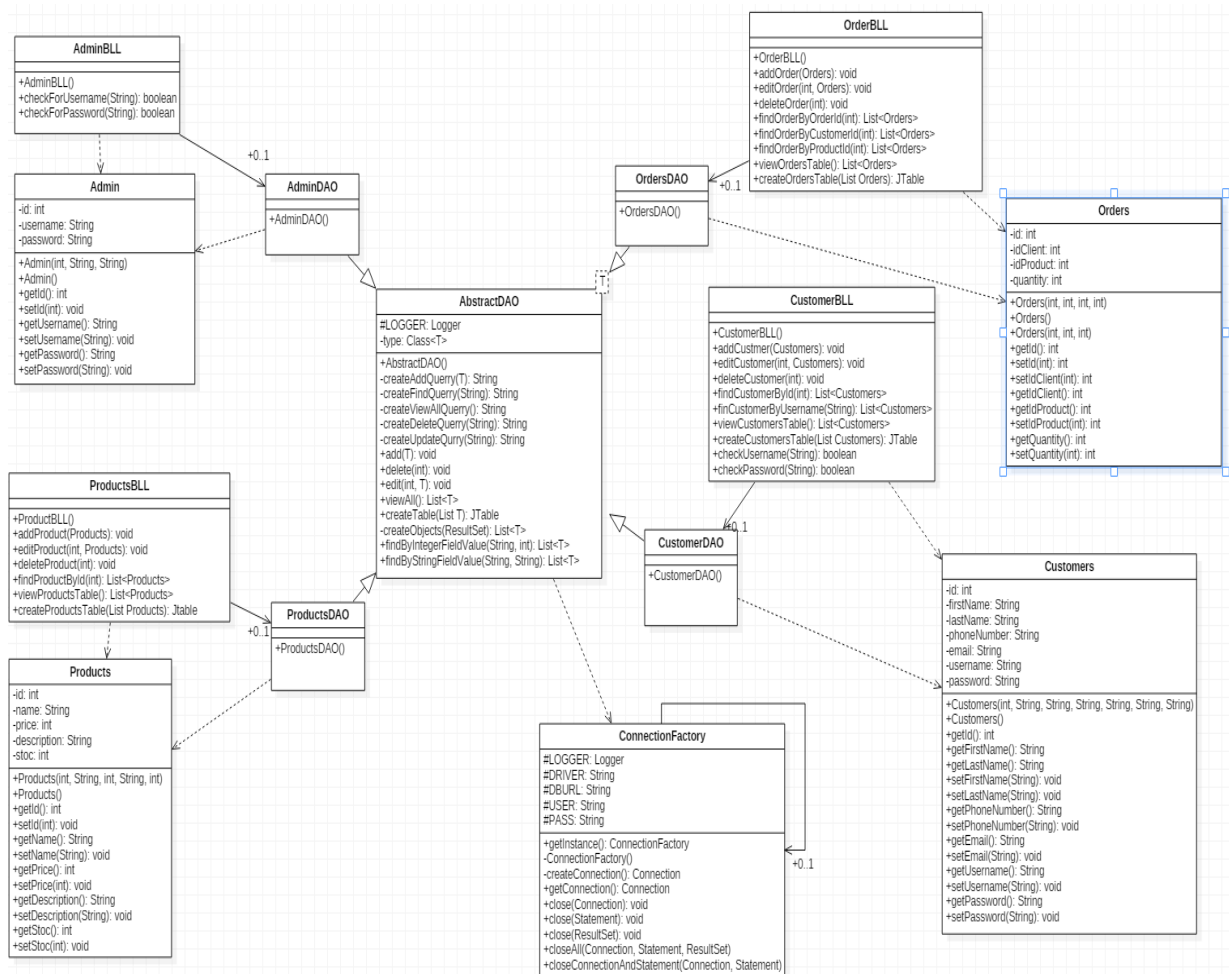 AdminBLL
+AdminBLL()
+checkForUsername(String): boolean
+checkForPassword(String): boolean
+0..1
Admin
-id: int
-username: String
-password: String
+Admin(int, String, String)
+Admin()
+getId(): int
+setId(int): void
+getUsername(): String
+setUsername(String): void
+getPassword(): String
+setPassword(String): void
AdminDAO
+AdminDAO()
OrderBLL
+OrderBLL()
+addOrder(Orders): void
+editOrder(int, Orders): void
+deleteOrder(int): void
+findOrderByOrderId(int): List<Orders>
+findOrderByCustomerId(int): List<Orders>
+findOrderByProductId(int): List<Orders>
+viewOrdersTable(): List<Orders>
+createOrdersTable(List Orders): JTable
+0..1
OrdersDAO
+OrdersDAO()
Orders
-id: int
-idClient: int
-idProduct: int
-quantity: int
+Orders(int, int, int, int)
+Orders()
+Orders(int, int, int)
+getId(): int
+setId(int): int
+setIdClient(int): int
+getIdClient(): int
+getIdProduct(): int
+setIdProduct(int): int
+getQuantity(): int
+setQuantity(int): int
T
AbstractDAO
#LOGGER: Logger
-type: Class<T>
+AbstractDAO()
-createAddQuerry(T): String
-createFindQuerry(String): String
-createViewAllQuerry(): String
-createDeleteQuerry(String): String
-createUpdateQurry(String): String
+add(T): void
+delete(int): void
+edit(int, T): void
+viewAll(): List<T>
+createTable(List T): JTable
-createObjects(ResultSet): List<T>
+findByIntegerFieldValue(String, int): List<T>
+findByStringFieldValue(String, String): List<T>
CustomerBLL
+CustomerBLL()
+addCustmer(Customers): void
+editCustomer(int, Customers): void
+deleteCustomer(int): void
+findCustomerById(int): List<Customers>
+finCustomerByUsername(String): List<Customers>
+viewCustomersTable(): List<Customers>
+createCustomersTable(List Customers): JTable
+checkUsername(String): boolean
+checkPassword(String): boolean
+0..1
CustomerDAO
+CustomerDAO()
ProductsBLL
+ProductBLL()
+addProduct(Products): void
+editProduct(int, Products): void
+deleteProduct(int): void
+findProductById(int): List<Products>
+viewProductsTable(): List<Products>
+createProductsTable(List Products): Jtable
+0..1
ProductsDAO
+ProductsDAO()
Products
-id: int
-name: String
-price: int
-description: String
-stoc: int
+Products(int, String, int, String, int)
+Products()
+getId(): int
+setId(int): void
+getName(): String
+setName(String): void
+getPrice(): int
+setPrice(int): void
+getDescription(): String
+setDescription(String): void
+getStoc(): int
+setStoc(int): void
ConnectionFactory
#LOGGER: Logger
#DRIVER: String
#DBURL: String
#USER: String
#PASS: String
+getInstance(): ConnectionFactory
-ConnectionFactory()
-createConnection(): Connection
+getConnection(): Connection
+close(Connection): void
+close(Statement): void
+close(ResultSet): void
+closeAll(Connection, Statement, ResultSet)
+closeConnectionAndStatement(Connection, Statement)
+0..1
Customers
-id: int
-firstName: String
-lastName: String
-phoneNumber: String
-email: String
-username: String
-password: String
+Customers(int, String, String, String, String, String, String)
+Customers()
+getId(): int
+getFirstName(): String
+getLastName(): String
+setFirstName(String): void
+setLastName(String): void
+getPhoneNumber(): String
+setPhoneNumber(String): void
+getEmail(): String
+setEmail(String): void
+getUsername(): String
+setUsername(String): void
+getPassword(): String
+setPassword(String): void